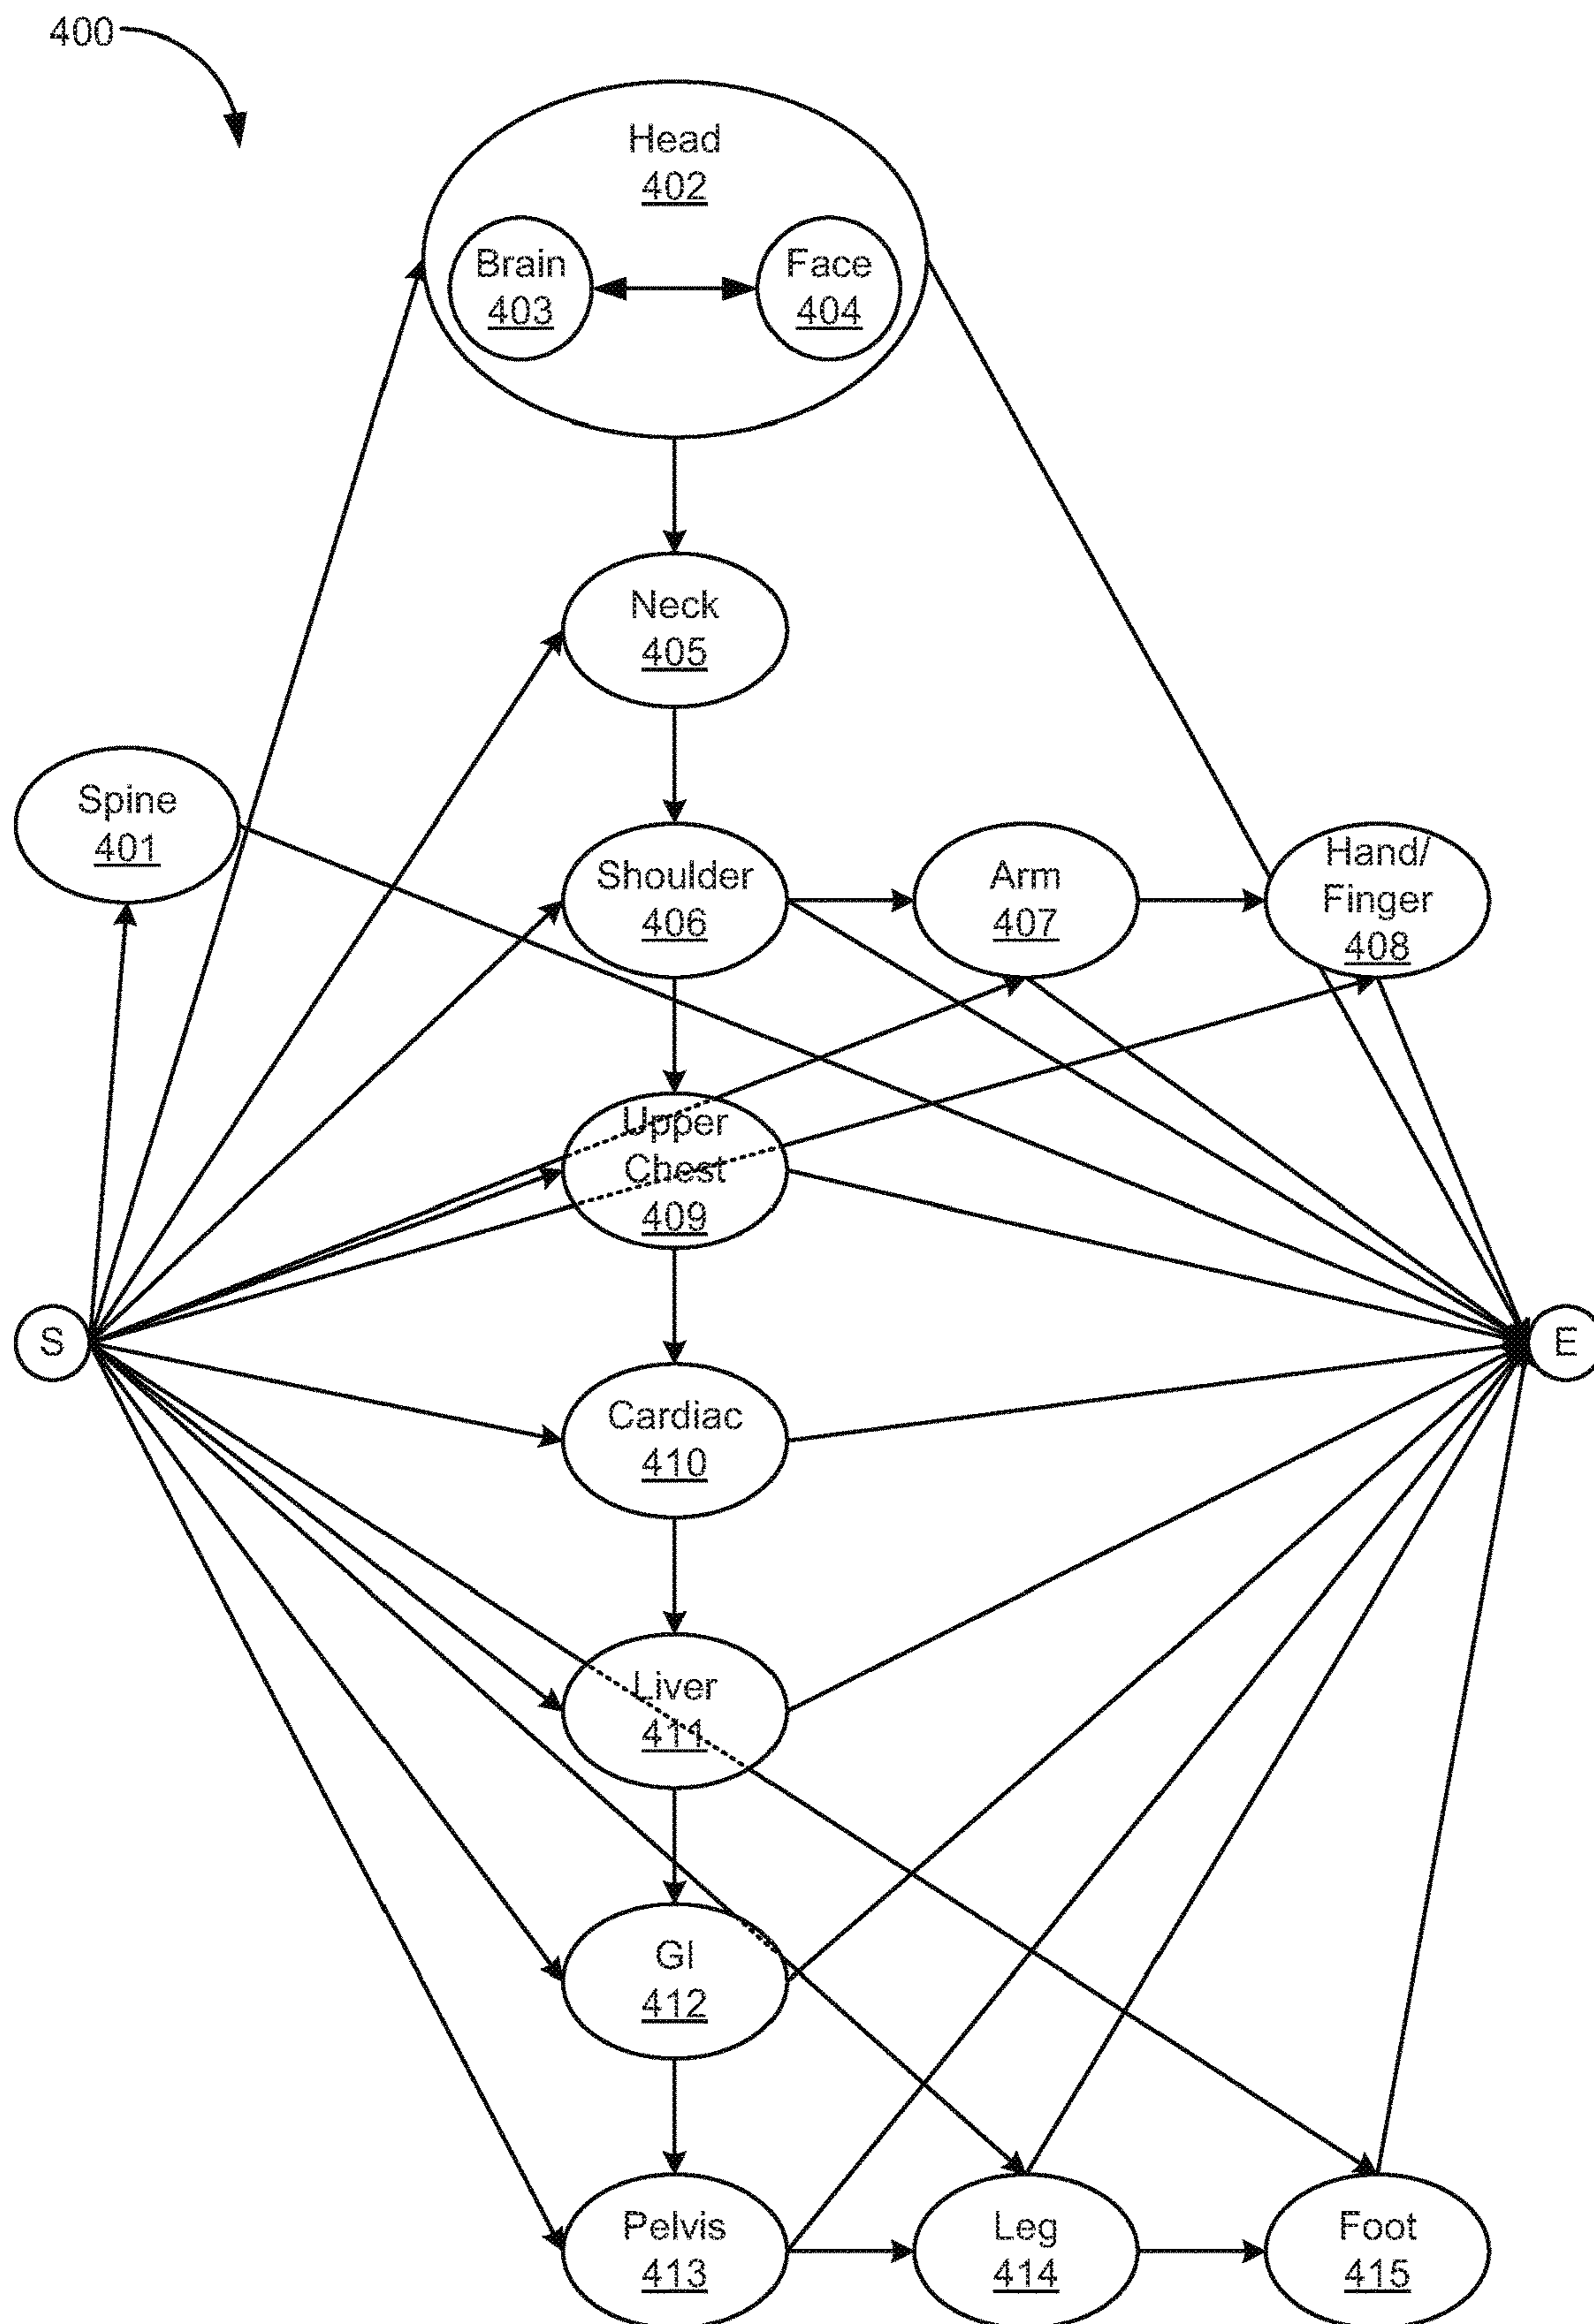 400
Head
402
Brain
403
Face
404
Neck
405
Spine
401
Shoulder
406
Arm
407
Hand/
Finger
408
Upper
Chest
409
S
E
Cardiac
410
Liver
411
GI
412
Pelvis
413
Leg
414
Foot
415